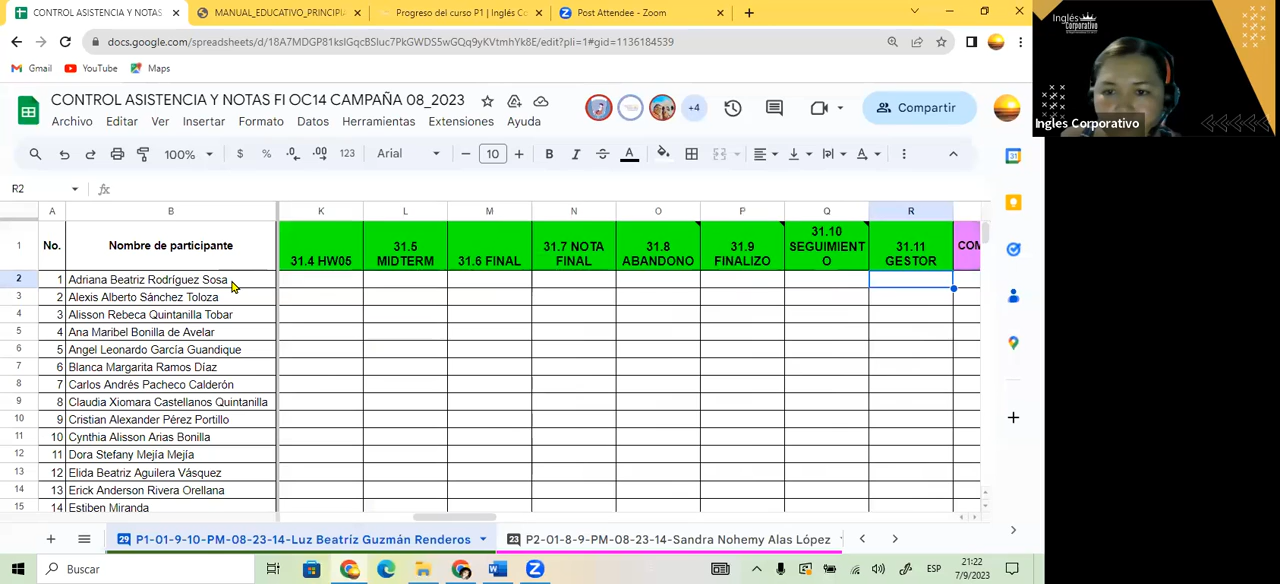 CONTROL ASISTENCIA Y NOTAS
MANUAL_EDUCATIVO_PRINCIPI
Progreso del curso P1 | Inglés Co
Post Attendee - Zoom
docs.google.com/spreadsheets/d/18A7MDGP81kslGqcBSluc7PkGWDS5wGQq9yKVtmhYk8E/edit?pli=1#gid=1136184539
Gmail YouTube Maps
CONTROL ASISTENCIA Y NOTAS FI OC14 CAMPAÑA 08_2023
+4
Compartir
Archivo Editar Ver Insertar Formato Datos Herramientas Extensiones Ayuda
100% $ % .0 .00 123 Arial 10 B I A
R2 fx
A B K L M N O P Q R
1 No. Nombre de participante 31.4 HW05 31.5 MIDTERM 31.6 FINAL 31.7 NOTA FINAL 31.8 ABANDONO 31.9 FINALIZO 31.10 SEGUIMIENTO 31.11 GESTOR COM
2 1 Adriana Beatriz Rodríguez Sosa
3 2 Alexis Alberto Sánchez Toloza
4 3 Alisson Rebeca Quintanilla Tobar
5 4 Ana Maribel Bonilla de Avelar
6 5 Angel Leonardo García Guandique
7 6 Blanca Margarita Ramos Díaz
8 7 Carlos Andrés Pacheco Calderón
9 8 Claudia Xiomara Castellanos Quintanilla
10 9 Cristian Alexander Pérez Portillo
11 10 Cynthia Alisson Arias Bonilla
12 11 Dora Stefany Mejía Mejía
13 12 Elida Beatriz Aguilera Vásquez
14 13 Erick Anderson Rivera Orellana
15 14 Estiben Miranda
29 P1-01-9-10-PM-08-23-14-Luz Beatriz Guzmán Renderos
23 P2-01-8-9-PM-08-23-14-Sandra Nohemy Alas López
Buscar
ESP
21:22
7/9/2023
Inglés
Corporativo
Ingles Corporativo